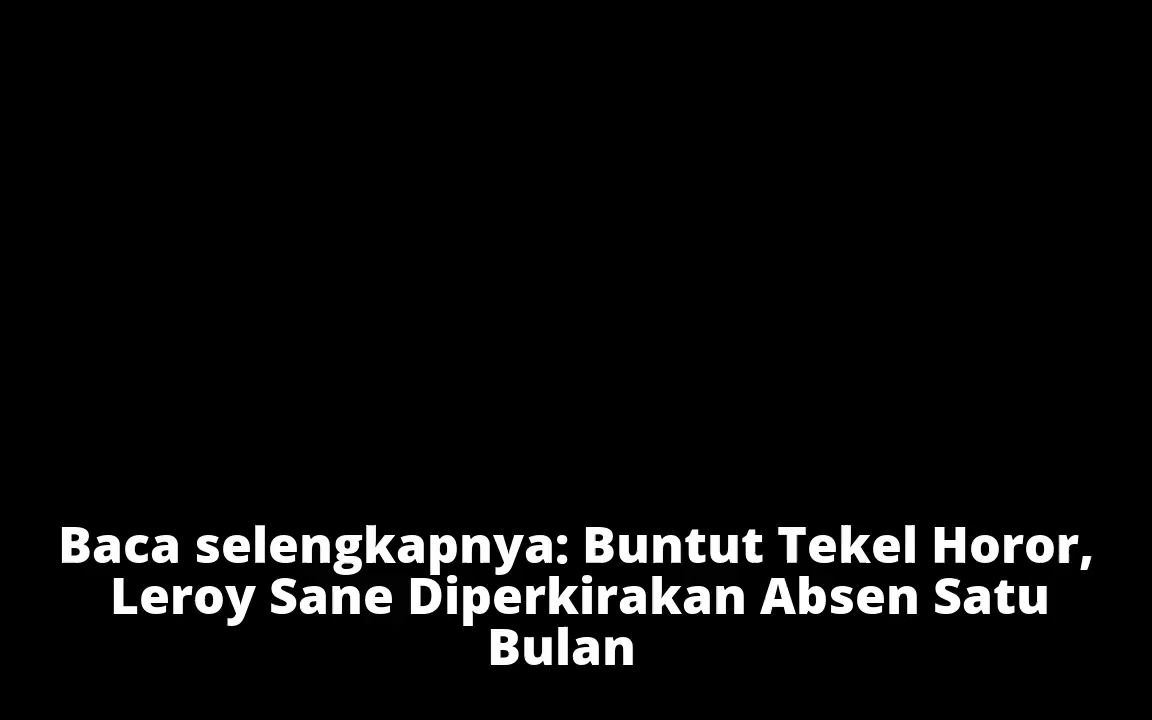 Baca selengkapnya: Buntut Tekel Horor,
Leroy Sane Diperkirakan Absen Satu
Bulan